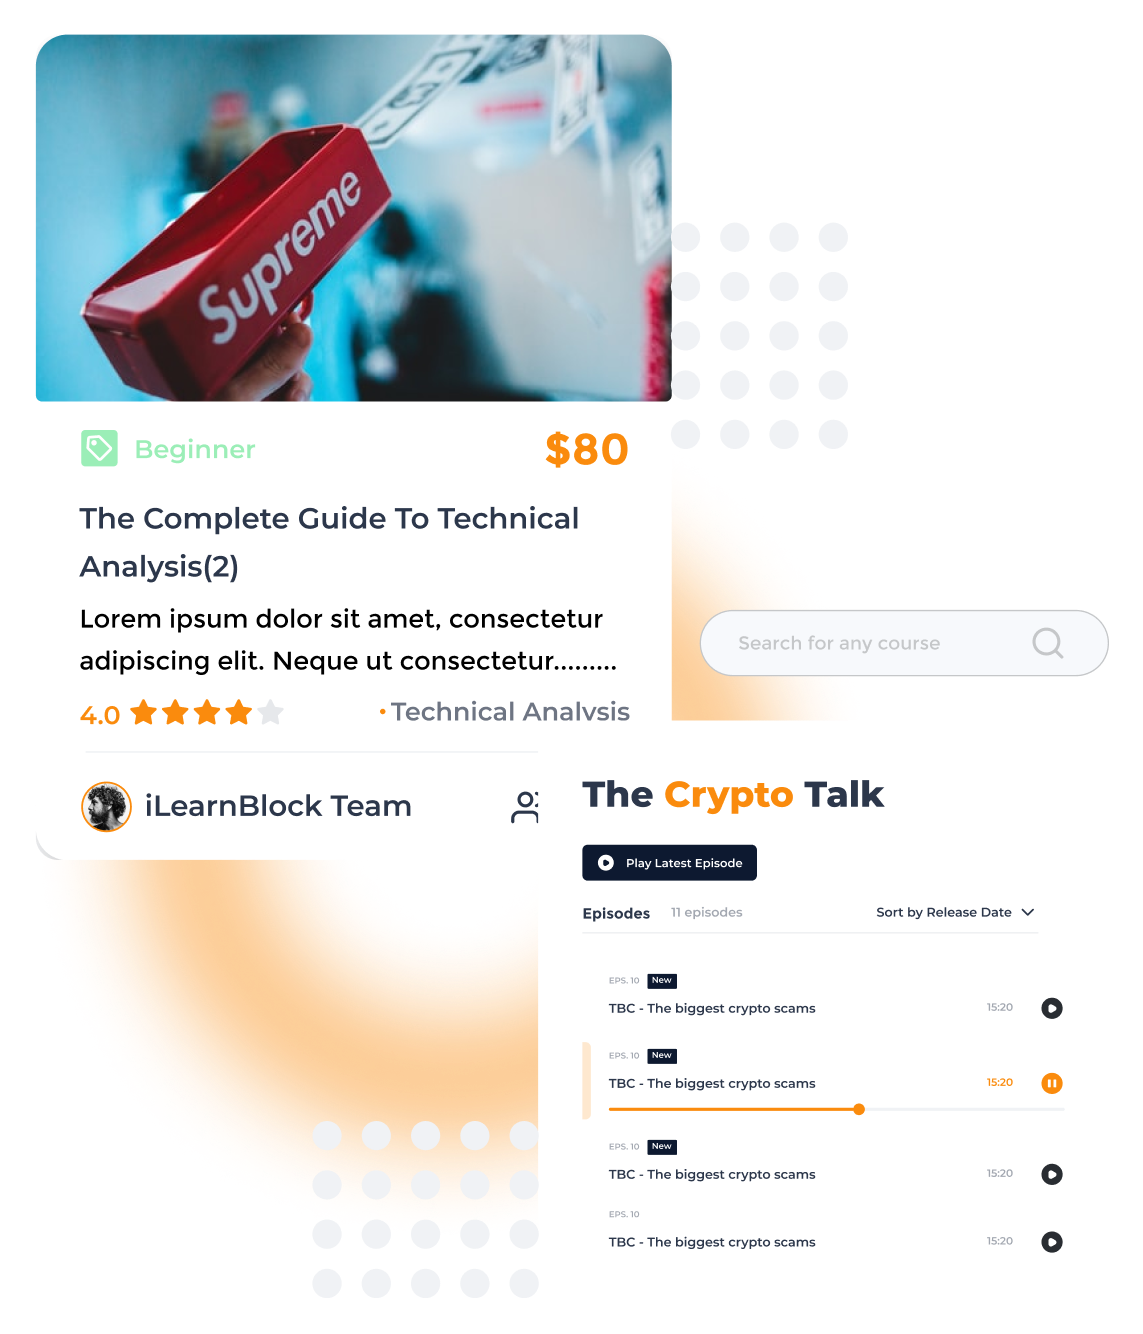 Supreme
Beginner
$80
The Complete Guide To Technical
Analysis(2)
Lorem ipsum dolor sit amet, consectetur
adipiscing elit. Neque ut consectetur.........
4.0
Technical Analysis
iLearnBlock Team
Search for any course
The Crypto Talk
Play Latest Episode
Episodes
11 episodes
Sort by Release Date
EPS. 10 New
TBC - The biggest crypto scams
15:20
EPS. 10 New
TBC - The biggest crypto scams
15:20
EPS. 10 New
TBC - The biggest crypto scams
15:20
EPS. 10
TBC - The biggest crypto scams
15:20